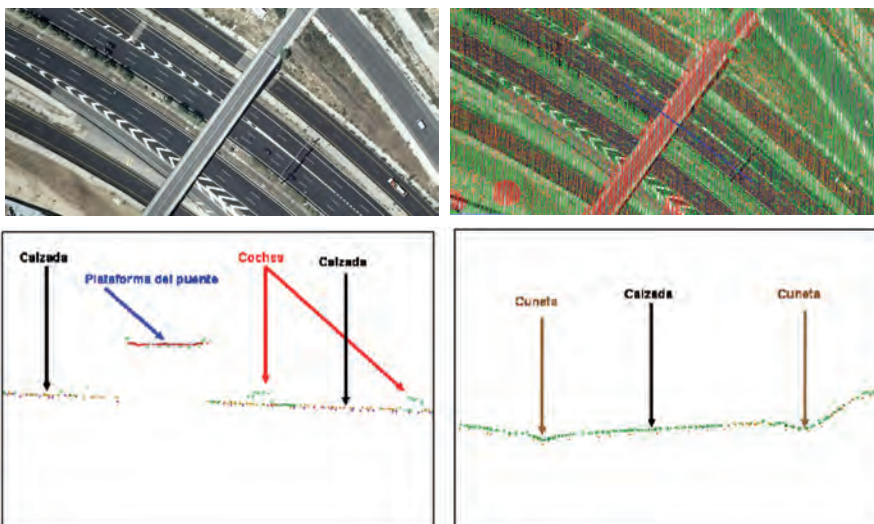 Calzada
Plataforma del puente
Coches
Calzada
Cuneta
Calzada
Cuneta